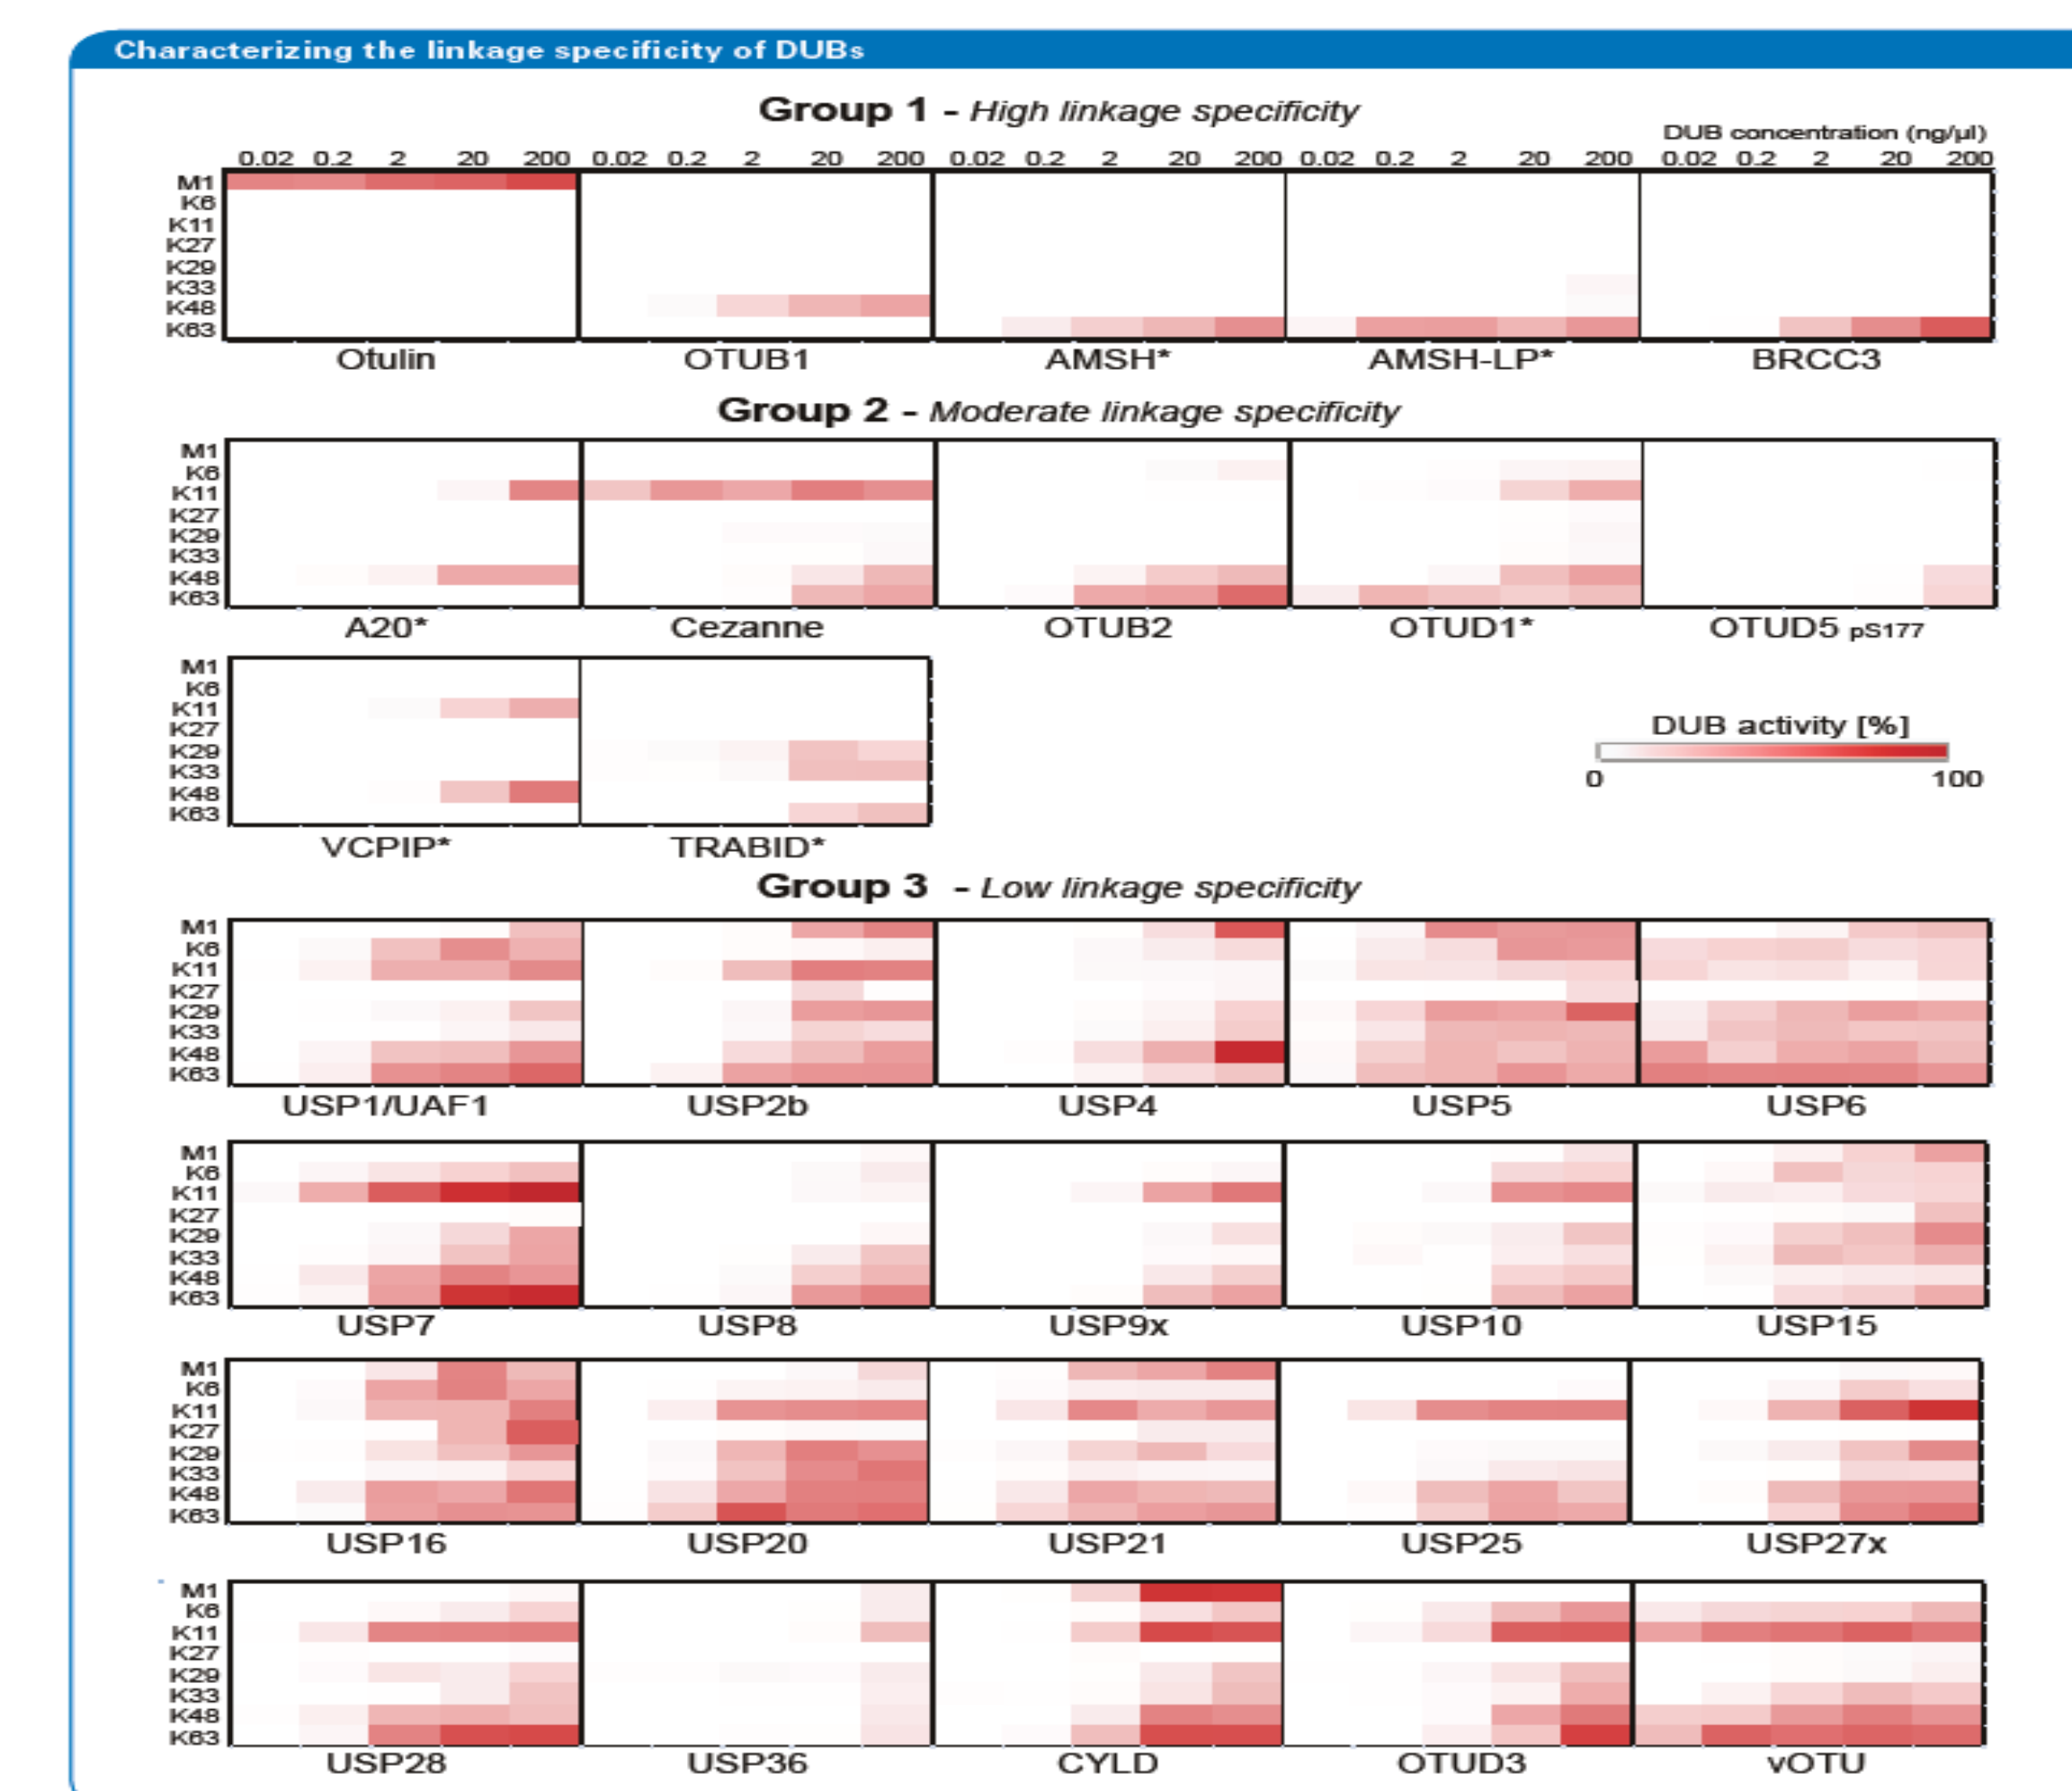 Characterizing the linkage specificity of DUBs
Group 1 - High linkage specificity
DUB concentration (ng/µl)
0.02 0.2 2 20 200 0.02 0.2 2 20 200 0.02 0.2 2 20 200 0.02 0.2 2 20 200 0.02 0.2 2 20 200
M1
K6
K11
K27
K29
K33
K48
K63
Otulin OTUB1 AMSH* AMSH-LP* BRCC3
Group 2 - Moderate linkage specificity
M1
K6
K11
K27
K29
K33
K48
K63
A20* Cezanne OTUB2 OTUD1* OTUD5 pS177
M1
K6
K11
K27
K29
K33
K48
K63
VCPIP* TRABID*
DUB activity [%]
0 100
Group 3 - Low linkage specificity
M1
K6
K11
K27
K29
K33
K48
K63
USP1/UAF1 USP2b USP4 USP5 USP6
M1
K6
K11
K27
K29
K33
K48
K63
USP7 USP8 USP9x USP10 USP15
M1
K6
K11
K27
K29
K33
K48
K63
USP16 USP20 USP21 USP25 USP27x
M1
K6
K11
K27
K29
K33
K48
K63
USP28 USP36 CYLD OTUD3 vOTU